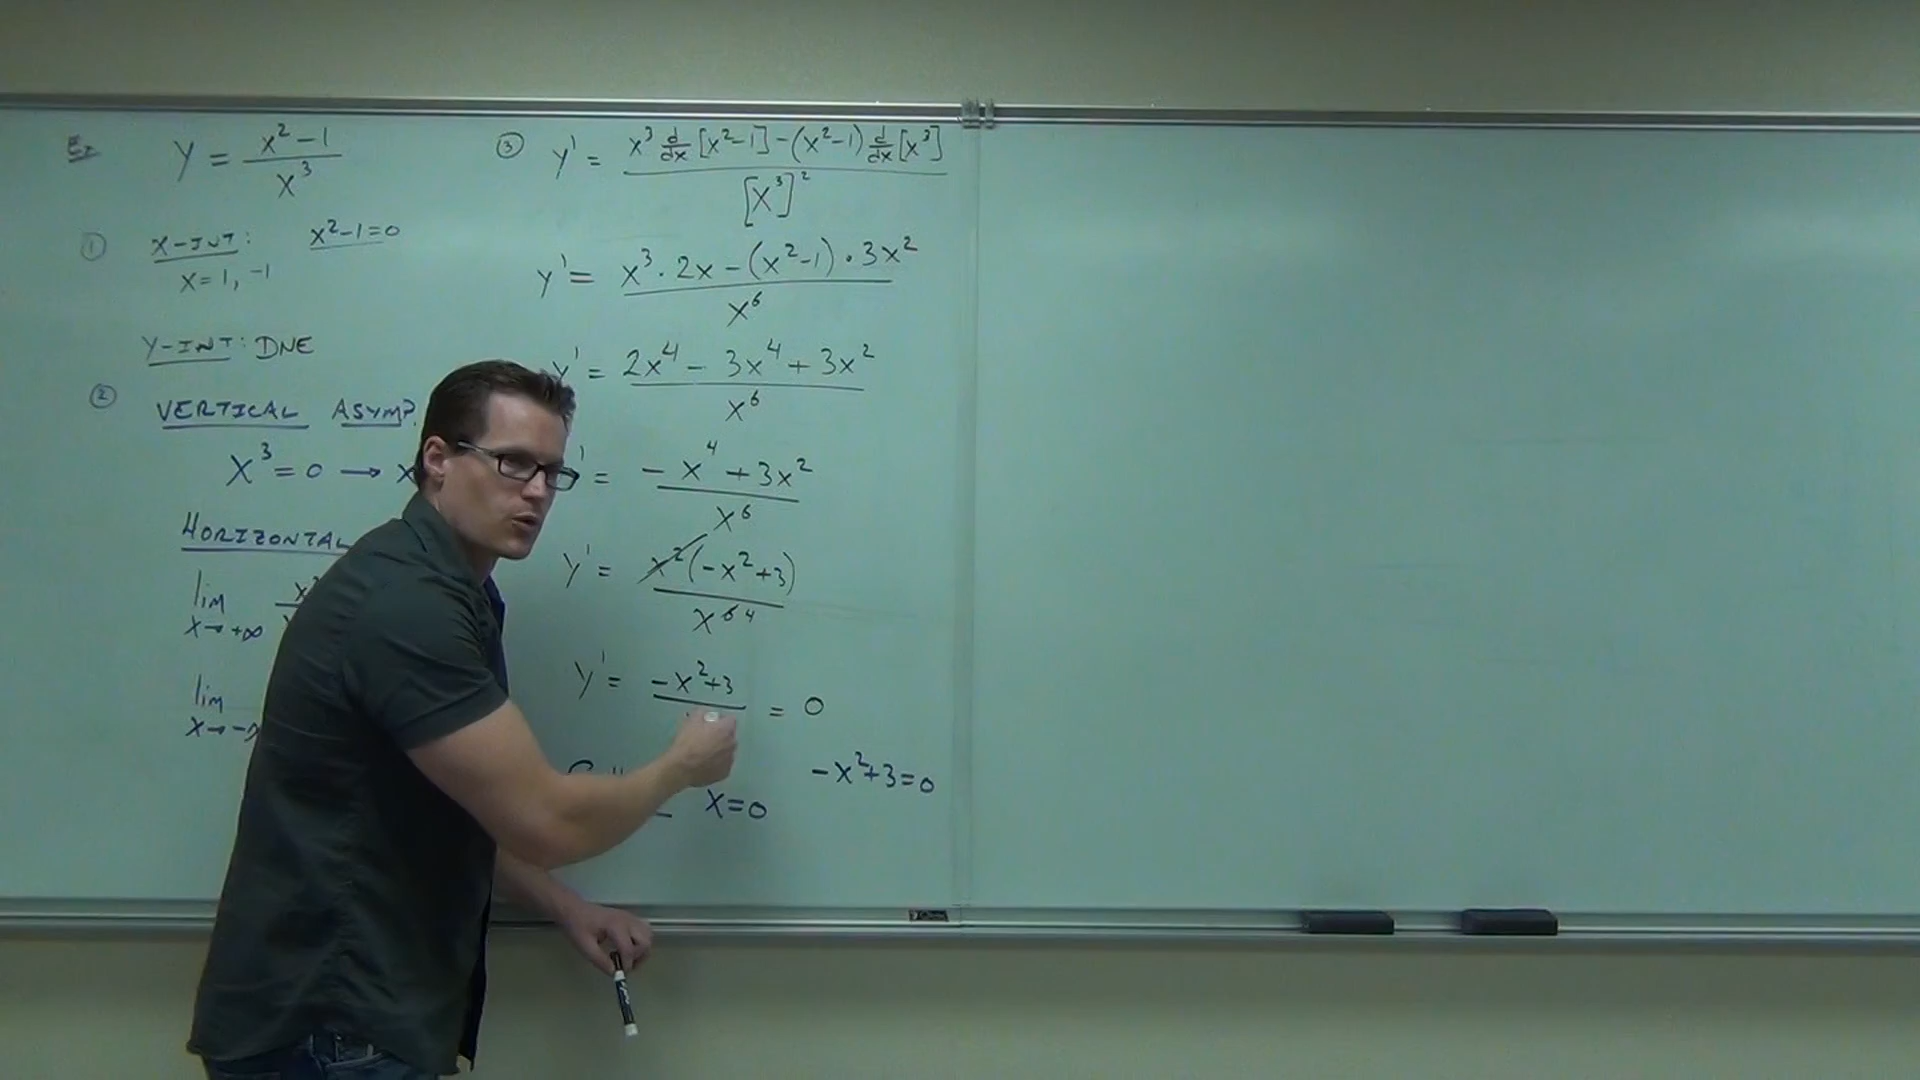 Ex y = (x² - 1)/x³
① x-INT: x² - 1 = 0
x = 1, -1
Y-INT: DNE
② VERTICAL ASYM?
x³ = 0 → x
HORIZONTAL
lim x→+∞
lim x→-∞
③ y' = (x³ d/dx [x² - 1] - (x² - 1) d/dx [x³])/[x³]²
y' = (x³ · 2x - (x² - 1) · 3x²)/x⁶
y' = (2x⁴ - 3x⁴ + 3x²)/x⁶
' = (-x⁴ + 3x²)/x⁶
y' = x²(-x² + 3)/x⁶ ⁴
y' = -x² + 3 = 0
-x² + 3 = 0
x = 0